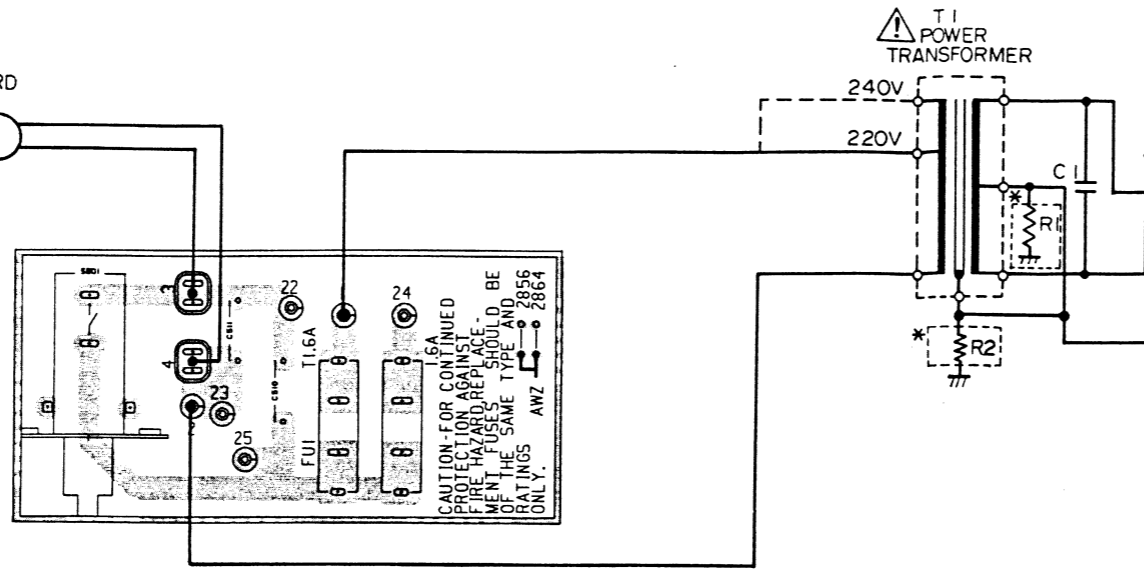 T1
POWER
TRANSFORMER
RD
240V
220V
C1
*
R1
*
R2
S801
3
4
22
23
24
25
C511
C510
T1.6A
1.6A
FU1
CAUTION-FOR CONTINUED
PROTECTION AGAINST
FIRE HAZARD, REPLACE-
MENT FUSES SHOULD BE
OF THE SAME TYPE AND
RATINGS
ONLY.
AWZ
2856
2864